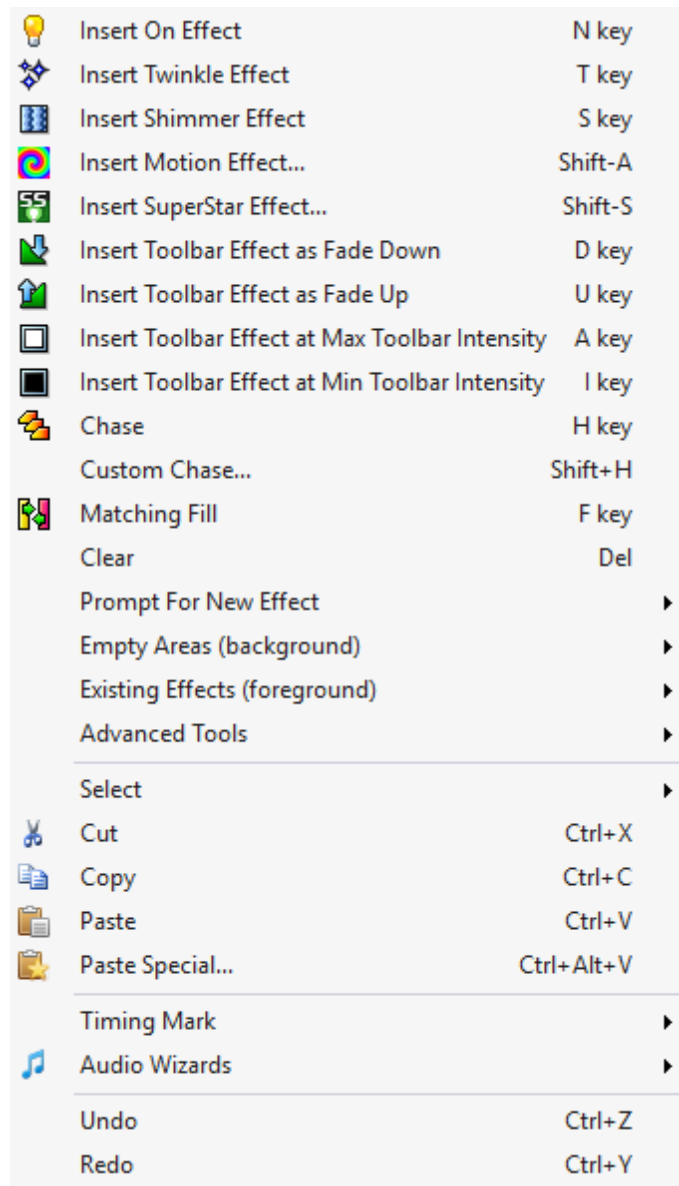 Insert On Effect N key
Insert Twinkle Effect T key
Insert Shimmer Effect S key
Insert Motion Effect... Shift-A
SS Insert SuperStar Effect... Shift-S
Insert Toolbar Effect as Fade Down D key
Insert Toolbar Effect as Fade Up U key
Insert Toolbar Effect at Max Toolbar Intensity A key
Insert Toolbar Effect at Min Toolbar Intensity I key
Chase H key
Custom Chase... Shift+H
Matching Fill F key
Clear Del
Prompt For New Effect
Empty Areas (background)
Existing Effects (foreground)
Advanced Tools
Select
Cut Ctrl+X
Copy Ctrl+C
Paste Ctrl+V
Paste Special... Ctrl+Alt+V
Timing Mark
Audio Wizards
Undo Ctrl+Z
Redo Ctrl+Y